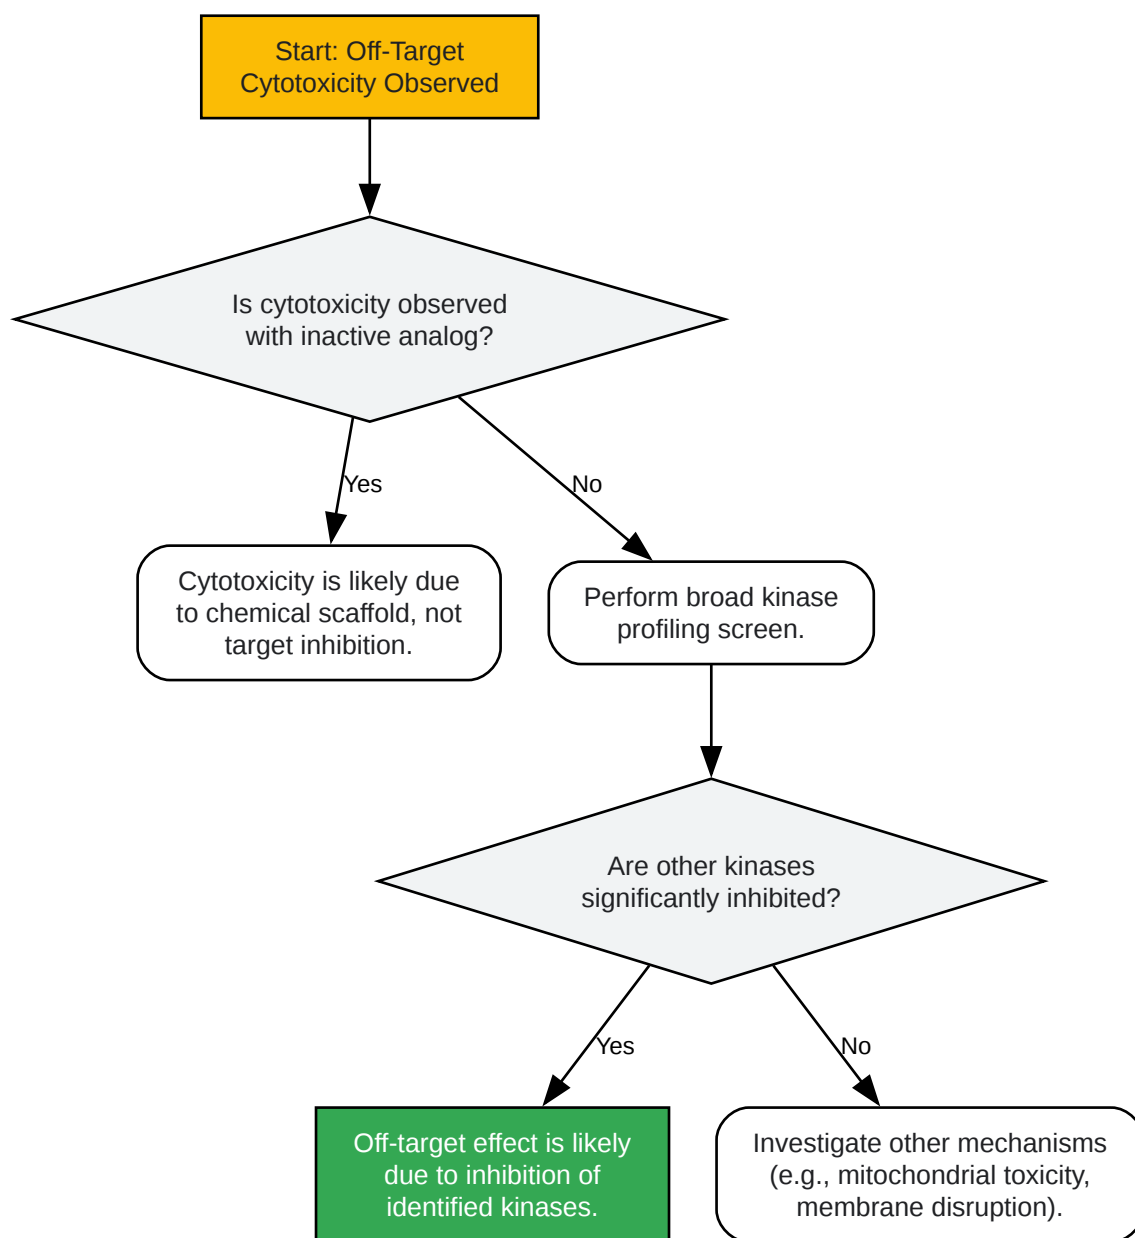 Start: Off-Target
Cytotoxicity Observed
Is cytotoxicity observed
with inactive analog?
Yes
No
Cytotoxicity is likely due
to chemical scaffold, not
target inhibition.
Perform broad kinase
profiling screen.
Are other kinases
significantly inhibited?
Yes
No
Off-target effect is likely
due to inhibition of
identified kinases.
Investigate other mechanisms
(e.g., mitochondrial toxicity,
membrane disruption).